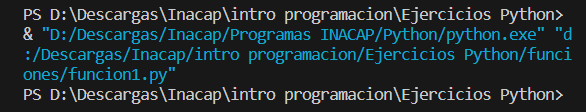 PS D:\Descargas\Inacap\intro programacion\Ejercicios Python>
& "D:/Descargas/Inacap/Programas INACAP/Python/python.exe" "d
:/Descargas/Inacap/intro programacion/Ejercicios Python/funci
ones/funcion1.py"
PS D:\Descargas\Inacap\intro programacion\Ejercicios Python>